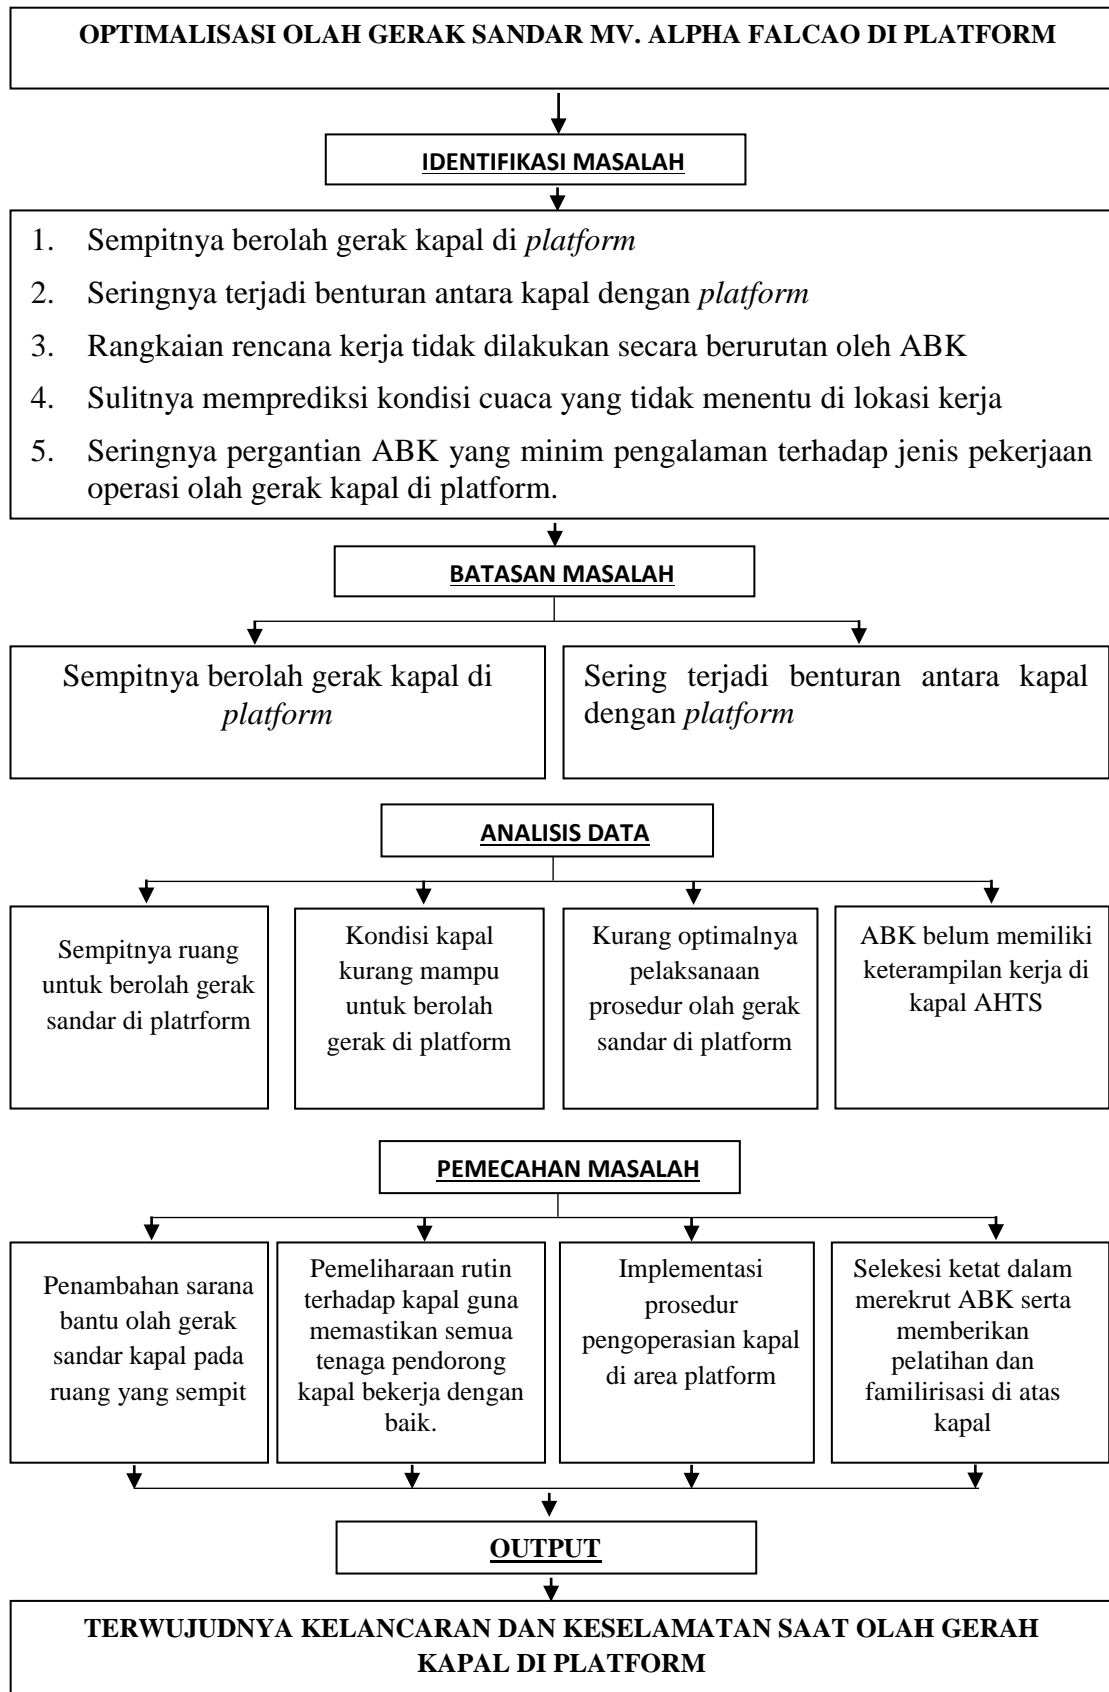 OPTIMALISASI OLAH GERAK SANDAR MV. ALPHA FALCAO DI PLATFORM
IDENTIFIKASI MASALAH
1. Sempitnya berolah gerak kapal di platform
2. Seringnya terjadi benturan antara kapal dengan platform
3. Rangkaian rencana kerja tidak dilakukan secara berurutan oleh ABK
4. Sulitnya memprediksi kondisi cuaca yang tidak menentu di lokasi kerja
5. Seringnya pergantian ABK yang minim pengalaman terhadap jenis pekerjaan
operasi olah gerak kapal di platform.
BATASAN MASALAH
Sempitnya berolah gerak kapal di
platform
Sering terjadi benturan antara kapal
dengan platform
ANALISIS DATA
Sempitnya ruang
untuk berolah gerak
sandar di platrform
Kondisi kapal
kurang mampu
untuk berolah
gerak di platform
Kurang optimalnya
pelaksanaan
prosedur olah gerak
sandar di platform
ABK belum memiliki
keterampilan kerja di
kapal AHTS
PEMECAHAN MASALAH
Penambahan sarana
bantu olah gerak
sandar kapal pada
ruang yang sempit
Pemeliharaan rutin
terhadap kapal guna
memastikan semua
tenaga pendorong
kapal bekerja dengan
baik.
Implementasi
prosedur
pengoperasian kapal
di area platform
Selekesi ketat dalam
merekrut ABK serta
memberikan
pelatihan dan
familirisasi di atas
kapal
OUTPUT
TERWUJUDNYA KELANCARAN DAN KESELAMATAN SAAT OLAH GERAH
KAPAL DI PLATFORM